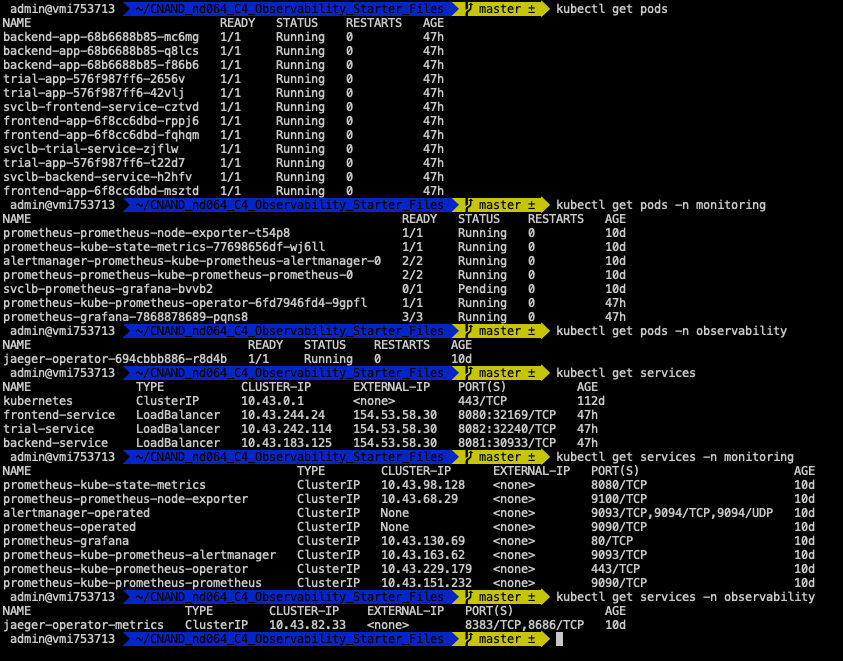 admin@vmi753713 ~/CNAND_nd064_C4_Observability_Starter_Files master ± kubectl get pods
NAME READY STATUS RESTARTS AGE
backend-app-68b6688b85-mc6mg 1/1 Running 0 47h
backend-app-68b6688b85-q8lcs 1/1 Running 0 47h
backend-app-68b6688b85-f86b6 1/1 Running 0 47h
trial-app-576f987ff6-2656v 1/1 Running 0 47h
trial-app-576f987ff6-42vlj 1/1 Running 0 47h
svclb-frontend-service-cztvd 1/1 Running 0 47h
frontend-app-6f8cc6dbd-rppj6 1/1 Running 0 47h
frontend-app-6f8cc6dbd-fqhqm 1/1 Running 0 47h
svclb-trial-service-zjflw 1/1 Running 0 47h
trial-app-576f987ff6-t22d7 1/1 Running 0 47h
svclb-backend-service-h2hfv 1/1 Running 0 47h
frontend-app-6f8cc6dbd-msztd 1/1 Running 0 47h
admin@vmi753713 ~/CNAND_nd064_C4_Observability_Starter_Files master ± kubectl get pods -n monitoring
NAME READY STATUS RESTARTS AGE
prometheus-prometheus-node-exporter-t54p8 1/1 Running 0 10d
prometheus-kube-state-metrics-77698656df-wj6ll 1/1 Running 0 10d
alertmanager-prometheus-kube-prometheus-alertmanager-0 2/2 Running 0 10d
prometheus-prometheus-kube-prometheus-prometheus-0 2/2 Running 0 10d
svclb-prometheus-grafana-bvvb2 0/1 Pending 0 10d
prometheus-kube-prometheus-operator-6fd7946fd4-9gpfl 1/1 Running 0 47h
prometheus-grafana-7868878689-pqns8 3/3 Running 0 47h
admin@vmi753713 ~/CNAND_nd064_C4_Observability_Starter_Files master ± kubectl get pods -n observability
NAME READY STATUS RESTARTS AGE
jaeger-operator-694cbbb886-r8d4b 1/1 Running 0 10d
admin@vmi753713 ~/CNAND_nd064_C4_Observability_Starter_Files master ± kubectl get services
NAME TYPE CLUSTER-IP EXTERNAL-IP PORT(S) AGE
kubernetes ClusterIP 10.43.0.1 <none> 443/TCP 112d
frontend-service LoadBalancer 10.43.244.24 154.53.58.30 8080:32169/TCP 47h
trial-service LoadBalancer 10.43.242.114 154.53.58.30 8082:32240/TCP 47h
backend-service LoadBalancer 10.43.183.125 154.53.58.30 8081:30933/TCP 47h
admin@vmi753713 ~/CNAND_nd064_C4_Observability_Starter_Files master ± kubectl get services -n monitoring
NAME TYPE CLUSTER-IP EXTERNAL-IP PORT(S) AGE
prometheus-kube-state-metrics ClusterIP 10.43.98.128 <none> 8080/TCP 10d
prometheus-prometheus-node-exporter ClusterIP 10.43.68.29 <none> 9100/TCP 10d
alertmanager-operated ClusterIP None <none> 9093/TCP,9094/TCP,9094/UDP 10d
prometheus-operated ClusterIP None <none> 9090/TCP 10d
prometheus-grafana ClusterIP 10.43.130.69 <none> 80/TCP 10d
prometheus-kube-prometheus-alertmanager ClusterIP 10.43.163.62 <none> 9093/TCP 10d
prometheus-kube-prometheus-operator ClusterIP 10.43.229.179 <none> 443/TCP 10d
prometheus-kube-prometheus-prometheus ClusterIP 10.43.151.232 <none> 9090/TCP 10d
admin@vmi753713 ~/CNAND_nd064_C4_Observability_Starter_Files master ± kubectl get services -n observability
NAME TYPE CLUSTER-IP EXTERNAL-IP PORT(S) AGE
jaeger-operator-metrics ClusterIP 10.43.82.33 <none> 8383/TCP,8686/TCP 10d
admin@vmi753713 ~/CNAND_nd064_C4_Observability_Starter_Files master ±